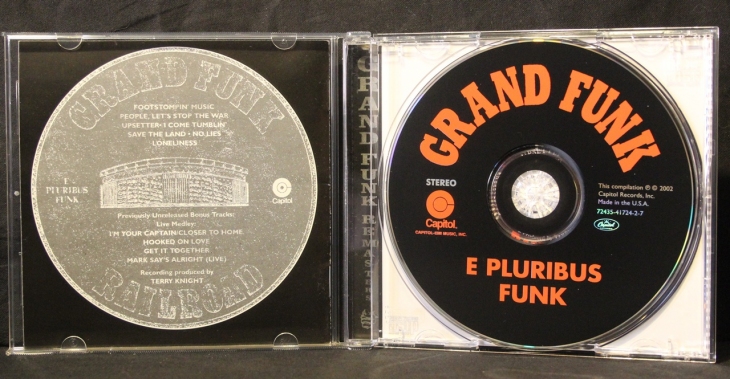 GRAND FUNK
FOOTSTOMPIN' MUSIC
PEOPLE, LET'S STOP THE WAR
UPSETTER • I COME TUMBLIN'
SAVE THE LAND • NO LIES
LONELINESS
E
PLURIBUS
FUNK
Capitol
Previously Unreleased Bonus Tracks:
Live Medley:
I'M YOUR CAPTAIN/CLOSER TO HOME
HOOKED ON LOVE
GET IT TOGETHER
MARK SAY'S ALRIGHT (LIVE)
Recording produced by
TERRY KNIGHT
RAILROAD
GRAND FUNK REMASTERS
GRAND FUNK
STEREO
Capitol
CAPITOL-EMI MUSIC, INC.
This compilation ℗ © 2002
Capitol Records, Inc.
Made in the U.S.A.
72435-41724-2-7
Capitol
E PLURIBUS
FUNK